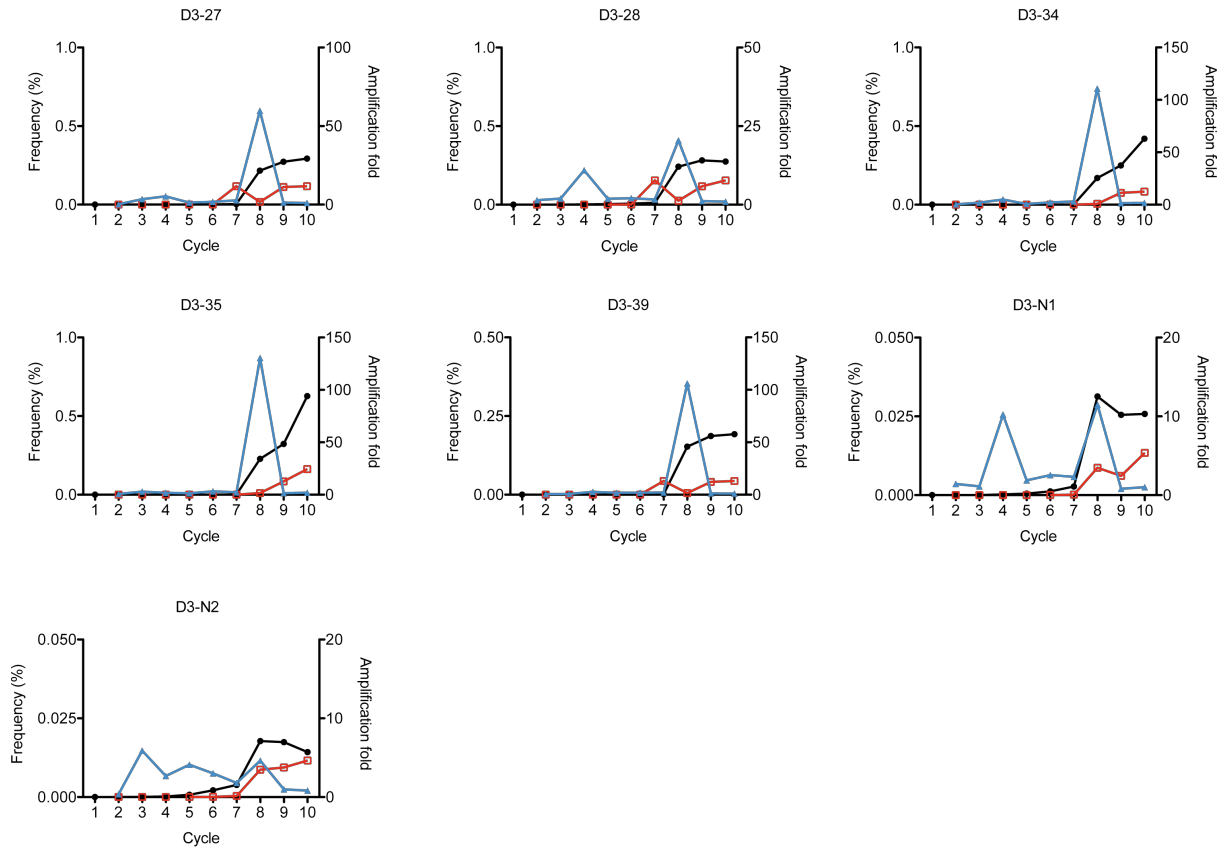 D3-27
Frequency (%)
1.0
0.5
0.0
100
50
0
Amplification fold
1 2 3 4 5 6 7 8 9 10
Cycle
D3-28
Frequency (%)
1.0
0.5
0.0
50
25
0
Amplification fold
1 2 3 4 5 6 7 8 9 10
Cycle
D3-34
Frequency (%)
1.0
0.5
0.0
150
100
50
0
Amplification fold
1 2 3 4 5 6 7 8 9 10
Cycle
D3-35
Frequency (%)
1.0
0.5
0.0
150
100
50
0
Amplification fold
1 2 3 4 5 6 7 8 9 10
Cycle
D3-39
Frequency (%)
0.50
0.25
0.00
150
100
50
0
Amplification fold
1 2 3 4 5 6 7 8 9 10
Cycle
D3-N1
Frequency (%)
0.050
0.025
0.000
20
10
0
Amplification fold
1 2 3 4 5 6 7 8 9 10
Cycle
D3-N2
Frequency (%)
0.050
0.025
0.000
20
10
0
Amplification fold
1 2 3 4 5 6 7 8 9 10
Cycle